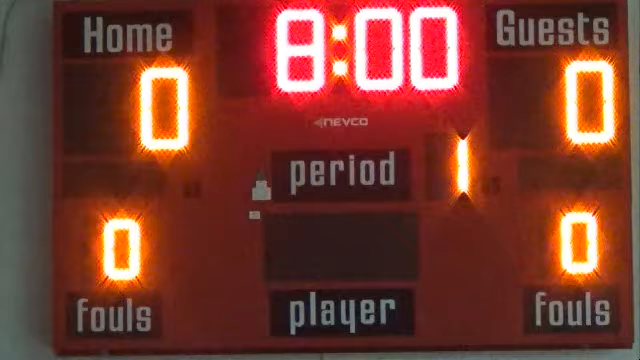 Home 8:00 Guests
0 0
NEVCO
period 1
0 0
fouls player fouls